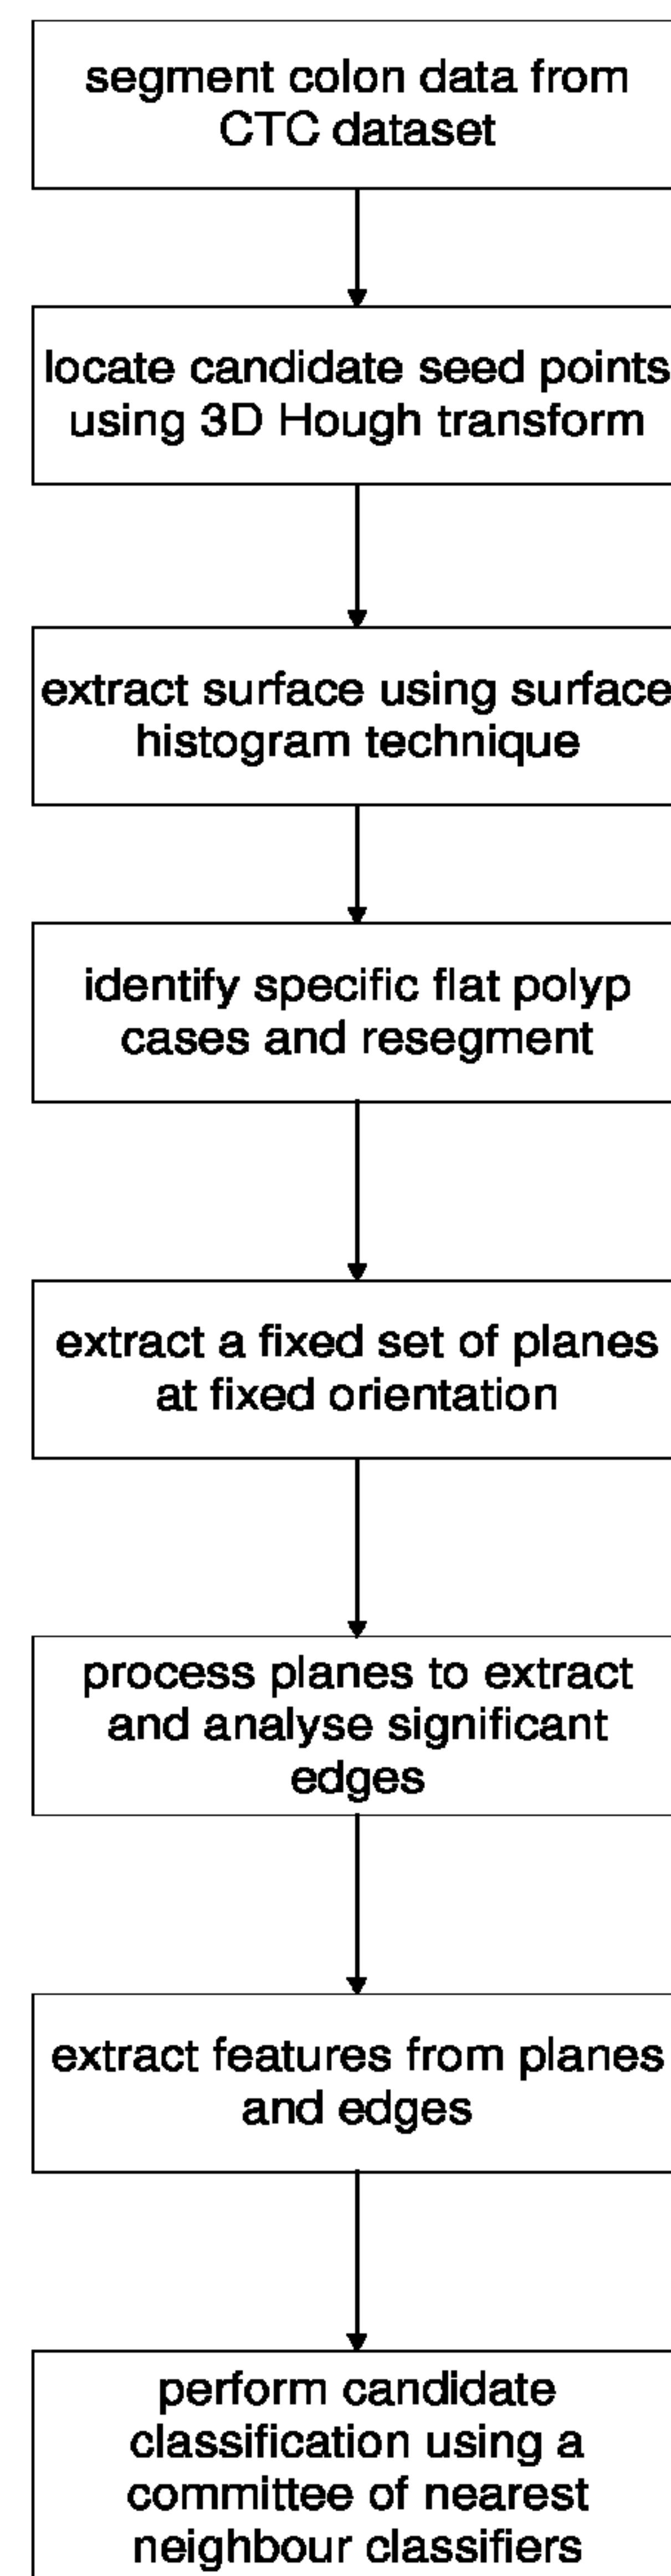 segment colon data from
CTC dataset
locate candidate seed points
using 3D Hough transform
extract surface using surface
histogram technique
identify specific flat polyp
cases and resegment
extract a fixed set of planes
at fixed orientation
process planes to extract
and analyse significant
edges
extract features from planes
and edges
perform candidate
classification using a
committee of nearest
neighbour classifiers